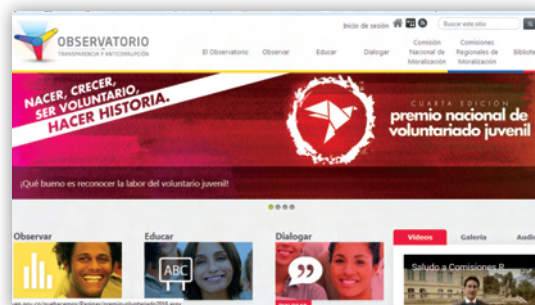 Inicio de sesión
Buscar este sitio
OBSERVATORIO
TRANSPARENCIA Y ANTICORRUPCIÓN
El Observatorio
Observar
Educar
Dialogar
Comisión
Nacional de
Moralización
Comisiones
Regionales de
Moralización
Bibliote
NACER, CRECER,
SER VOLUNTARIO,
HACER HISTORIA.
CUARTA EDICIÓN
premio nacional de
voluntariado juvenil
¡Qué bueno es reconocer la labor del voluntario juvenil!
Observar
Educar
Dialogar
Videos
Galería
Audio
ABC
Saludo a Comisiones R